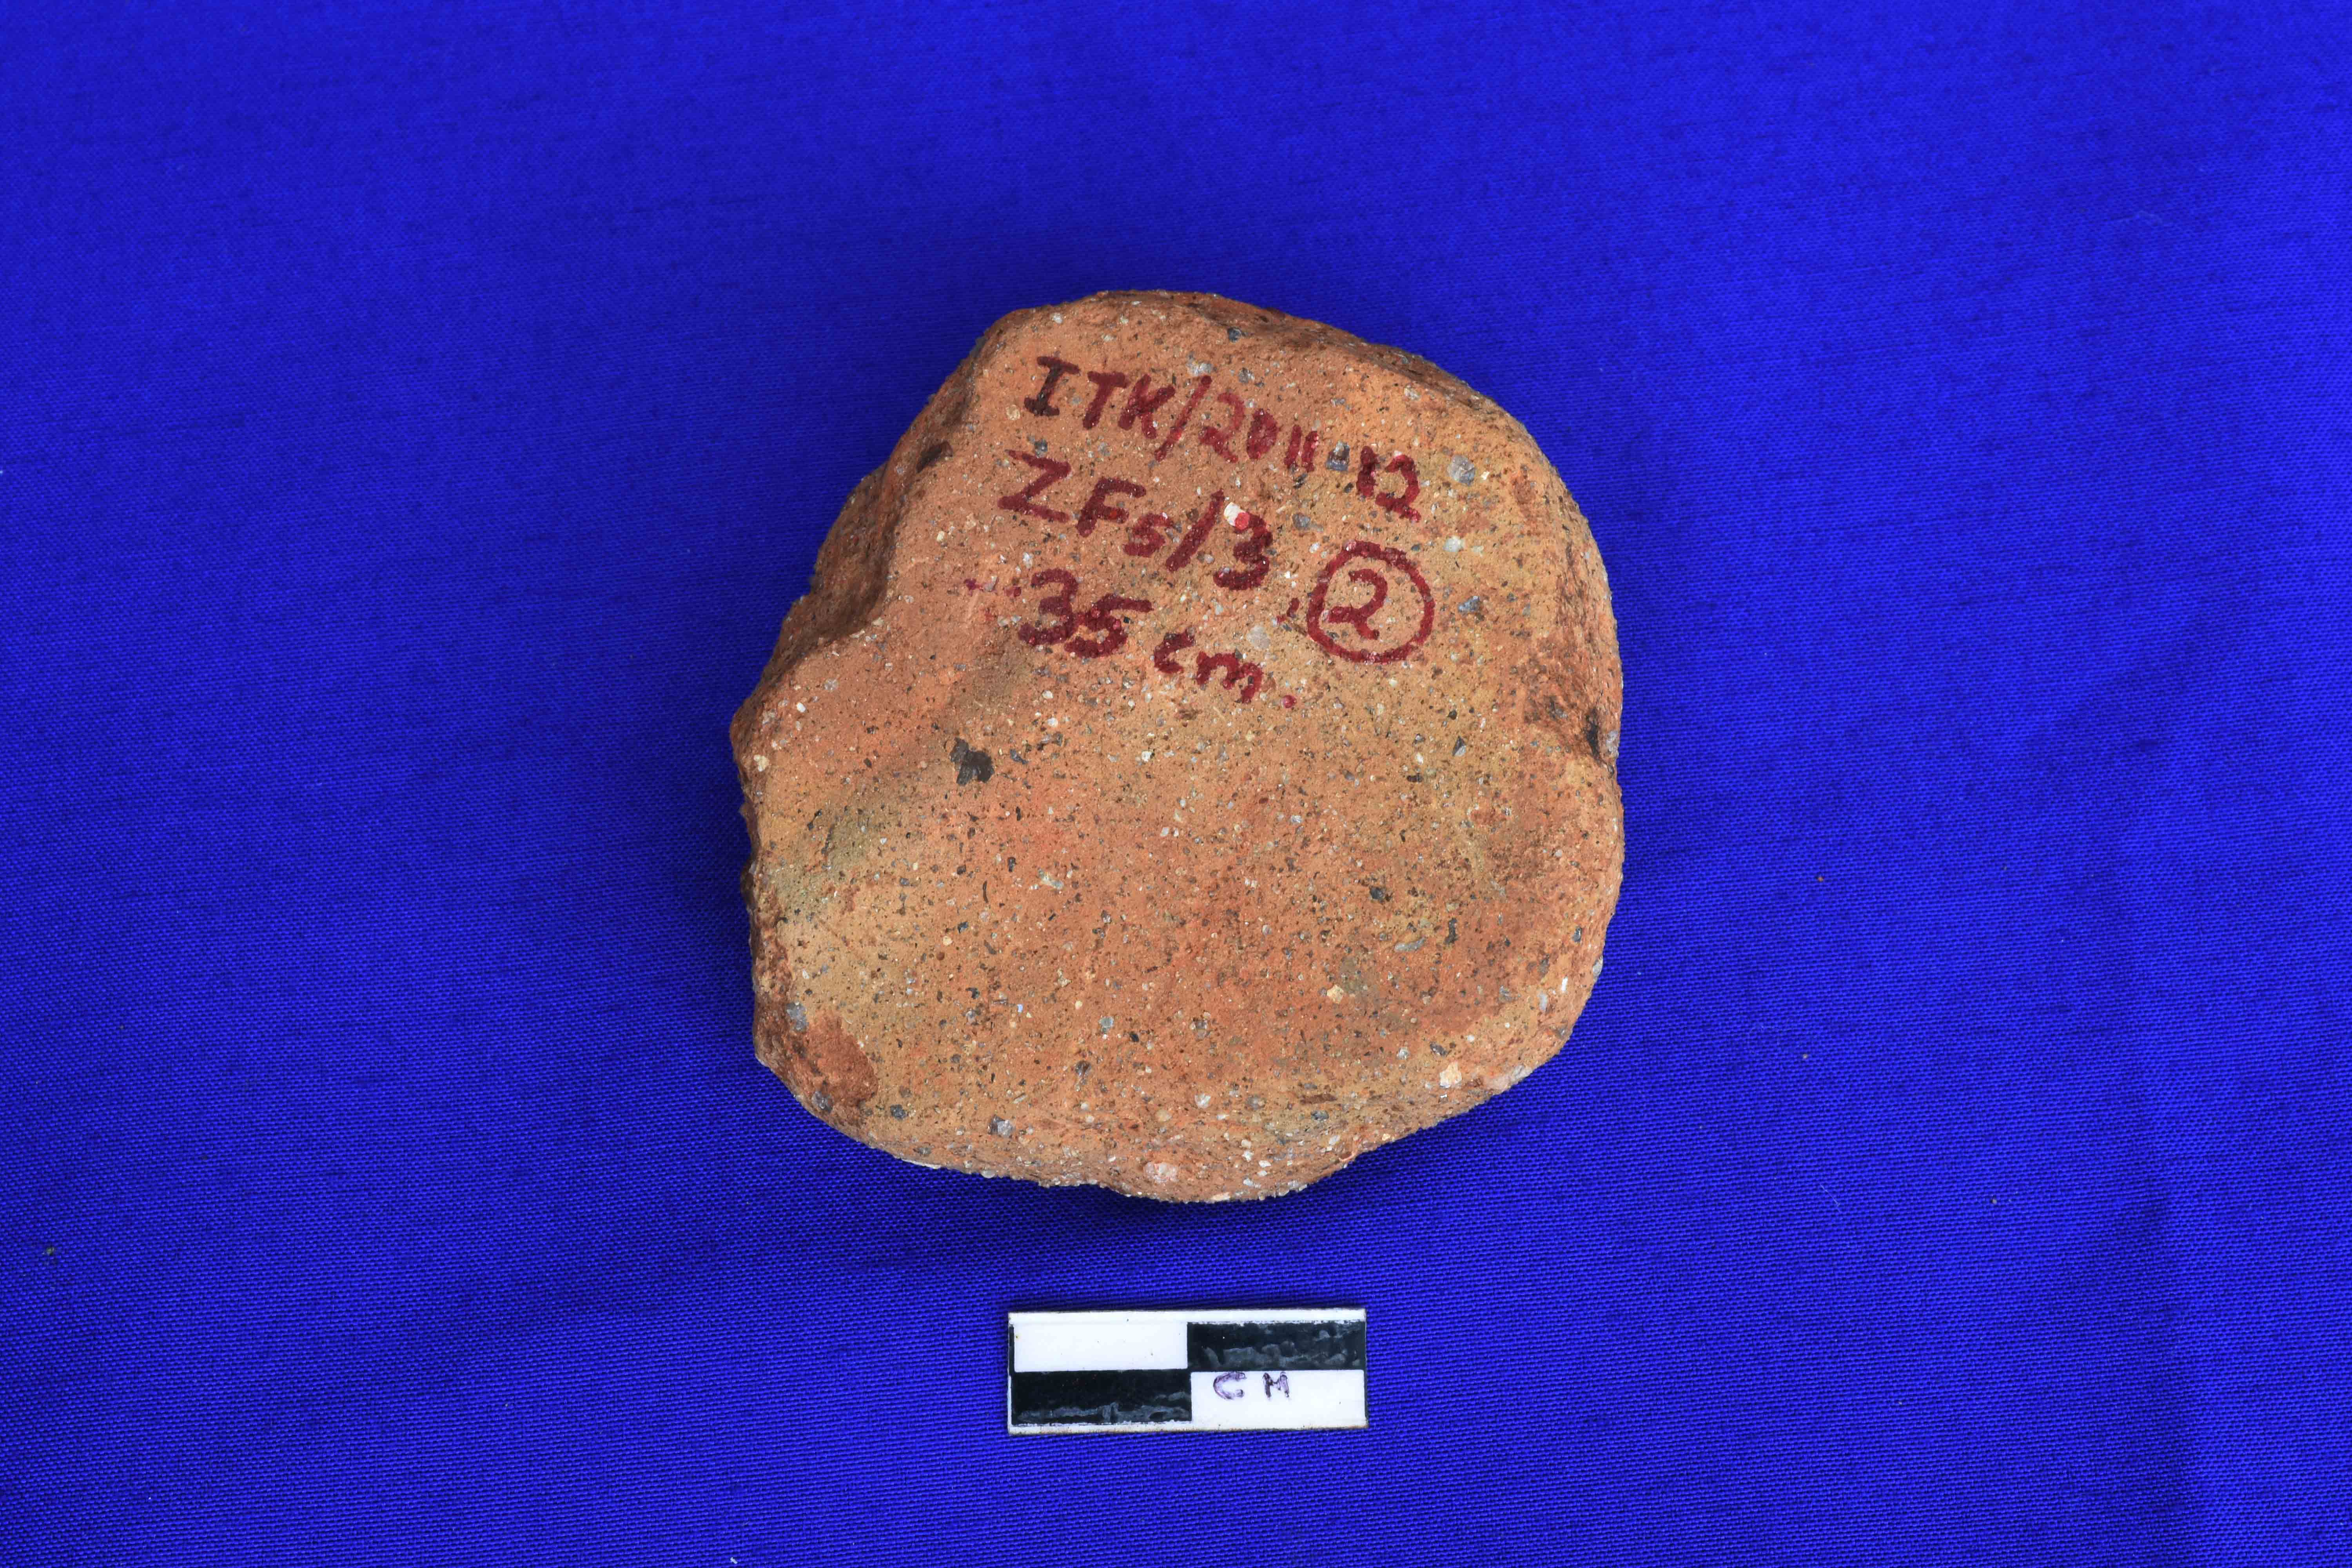 ITK/2011-12
ZF5/3 ②
35 cm.
CM